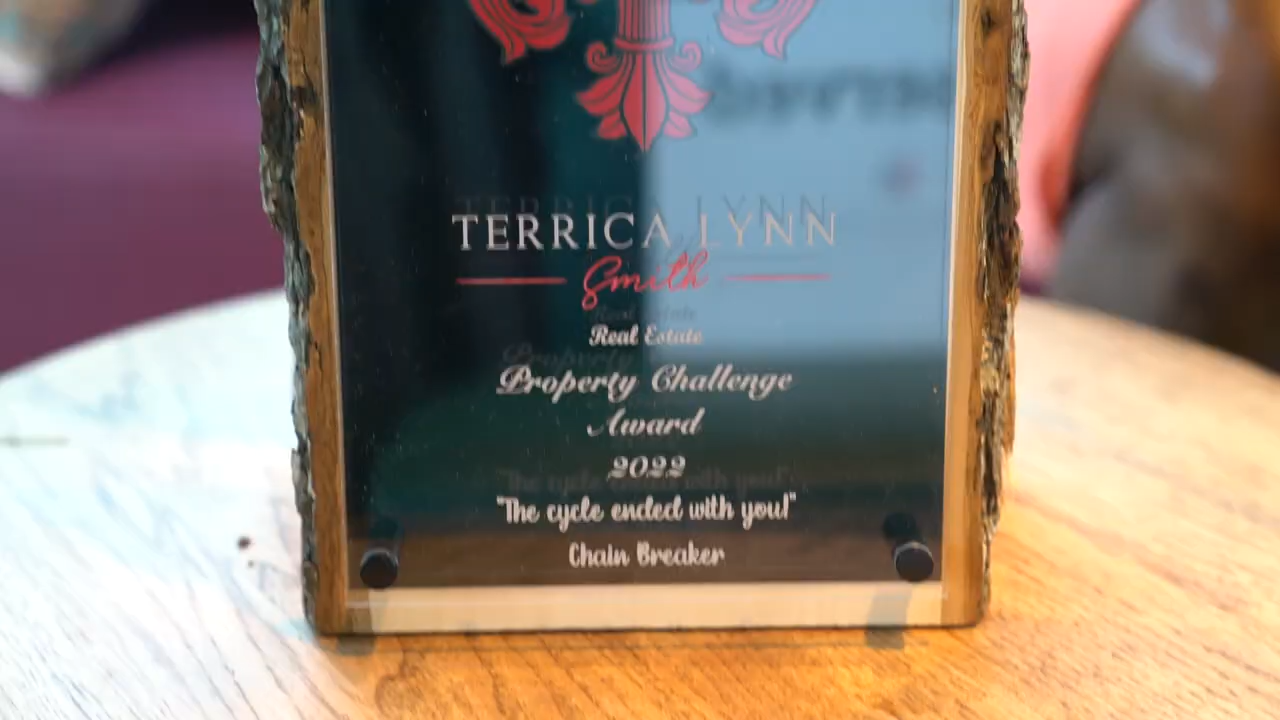 TERRICA LYNN
Smith
Real Estate
Property Challenge
Award
2022
"The cycle ended with you!"
Chain Breaker